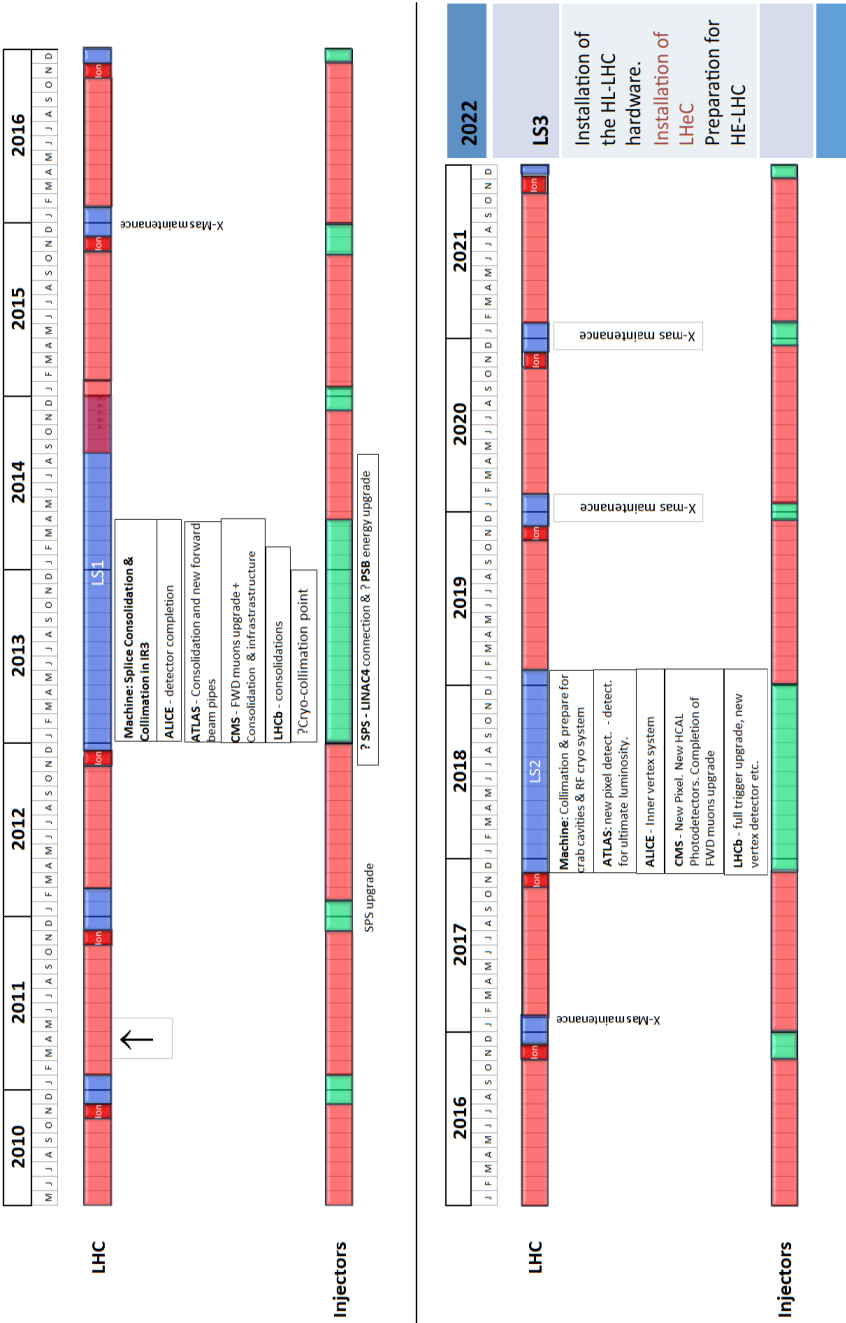 2010 2011 2012 2013 2014 2015 2016
M J J A S O N D J F M A M J J A S O N D J F M A M J J A S O N D J F M A M J J A S O N D J F M A M J J A S O N D J F M A M J J A S O N D J F M A M J J A S O N D
LHC
Ion
Ion
Ion
LS1
?????
Ion
Ion
X-Mas maintenance
Machine: Splice Consolidation &
Collimation in IR3
ALICE - detector completion
ATLAS - Consolidation and new forward
beam pipes
CMS - FWD muons upgrade +
Consolidation & infrastrastructure
LHCb - consolidations
?Cryo-collimation point
Injectors
SPS upgrade
? SPS - LINAC4 connection & ? PSB energy upgrade
2016 2017 2018 2019 2020 2021 2022
J F M A M J J A S O N D J F M A M J J A S O N D J F M A M J J A S O N D J F M A M J J A S O N D J F M A M J J A S O N D J F M A M J J A S O N D
LHC
Ion
Ion
LS2
Ion
Ion
Ion
LS3
X-Mas maintenance
X-mas maintenance
X-mas maintenance
Machine: Collimation & prepare for
crab cavities & RF cryo system
ATLAS: new pixel detect. - detect.
for ultimate luminosity.
ALICE - Inner vertex system
CMS - New Pixel. New HCAL
Photodetectors. Completion of
FWD muons upgrade
LHCb - full trigger upgrade, new
vertex detector etc.
Installation of
the HL-LHC
hardware.
Installation of
LHeC
Preparation for
HE-LHC
Injectors